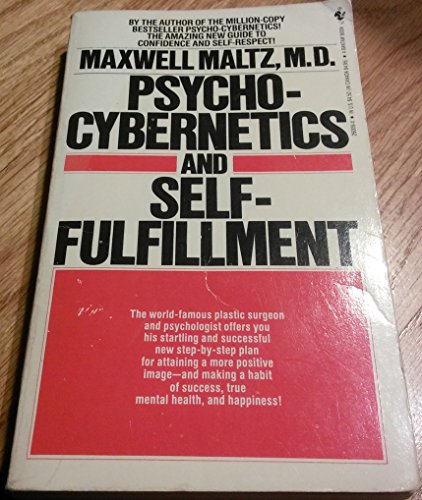 BY THE AUTHOR OF THE MILLION-COPY
BESTSELLER PSYCHO-CYBERNETICS!
THE AMAZING NEW GUIDE TO
CONFIDENCE AND SELF-RESPECT!
MAXWELL MALTZ, M.D.
PSYCHO-
CYBERNETICS
AND
SELF-
FULFILLMENT
The world-famous plastic surgeon
and psychologist offers you
his startling and successful
new step-by-step plan
for attaining a more positive
image—and making a habit
of success, true
mental health, and happiness!